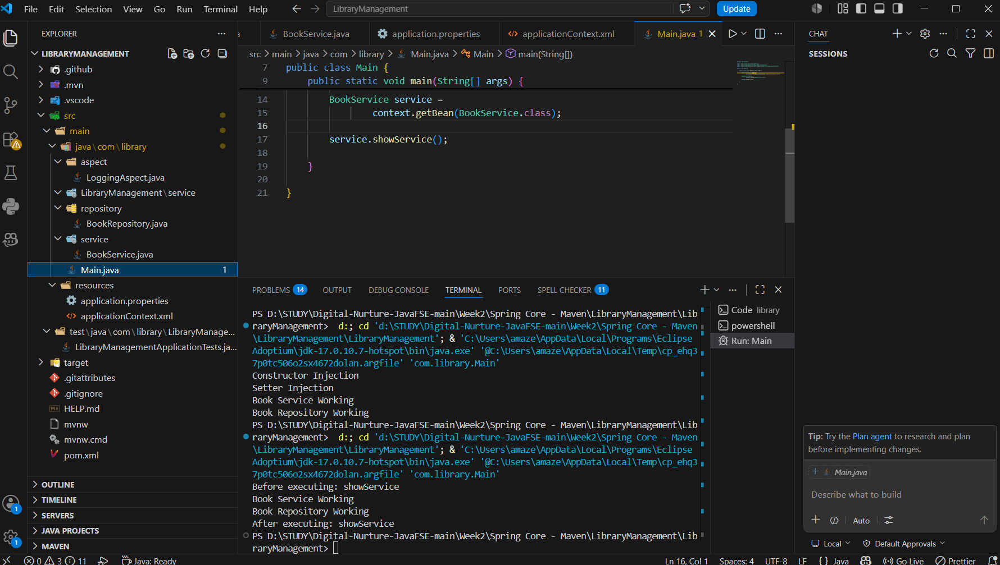 File Edit Selection View Go Run Terminal Help
LibraryManagement
Update
EXPLORER
LIBRARYMANAGEMENT
.github
.mvn
.vscode
src
main
java\com\library
aspect
LoggingAspect.java
LibraryManagement\service
repository
BookRepository.java
service
BookService.java
Main.java 1
resources
application.properties
applicationContext.xml
test\java\com\library\LibraryManage...
LibraryManagementApplicationTests.ja...
target
.gitattributes
.gitignore
HELP.md
mvnw
mvnw.cmd
pom.xml
OUTLINE
TIMELINE
SERVERS
JAVA PROJECTS
MAVEN
1
1
a BookService.java application.properties applicationContext.xml Main.java 1
src > main > java > com > library > Main.java > Main > main(String[])
7 public class Main {
9 public static void main(String[] args) {
14 BookService service =
15 context.getBean(BookService.class);
16
17 service.showService();
18
19 }
20
21 }
PROBLEMS 14 OUTPUT DEBUG CONSOLE TERMINAL PORTS SPELL CHECKER 11
PS D:\STUDY\Digital-Nurture-JavaFSE-main\Week2\Spring Core - Maven\LibraryManagement\Lib
raryManagement> d:; cd 'd:\STUDY\Digital-Nurture-JavaFSE-main\Week2\Spring Core - Maven
\LibraryManagement\LibraryManagement'; & 'C:\Users\amaze\AppData\Local\Programs\Eclipse
Adoptium\jdk-17.0.10.7-hotspot\bin\java.exe' '@C:\Users\amaze\AppData\Local\Temp\cp_ehq3
7p0tc506o2sx4672dolan.argfile' 'com.library.Main'
Constructor Injection
Setter Injection
Book Service Working
Book Repository Working
PS D:\STUDY\Digital-Nurture-JavaFSE-main\Week2\Spring Core - Maven\LibraryManagement\Lib
raryManagement> d:; cd 'd:\STUDY\Digital-Nurture-JavaFSE-main\Week2\Spring Core - Maven
\LibraryManagement\LibraryManagement'; & 'C:\Users\amaze\AppData\Local\Programs\Eclipse
Adoptium\jdk-17.0.10.7-hotspot\bin\java.exe' '@C:\Users\amaze\AppData\Local\Temp\cp_ehq3
7p0tc506o2sx4672dolan.argfile' 'com.library.Main'
Before executing: showService
Book Service Working
Book Repository Working
After executing: showService
PS D:\STUDY\Digital-Nurture-JavaFSE-main\Week2\Spring Core - Maven\LibraryManagement\Lib
raryManagement>
Code library
powershell
Run: Main
CHAT
SESSIONS
Tip: Try the Plan agent to research and plan
before implementing changes.
Main.java
Describe what to build
Auto
Local Default Approvals
0 3 11 Java: Ready Ln 16, Col 1 Spaces: 4 UTF-8 LF {} Java Go Live Prettier